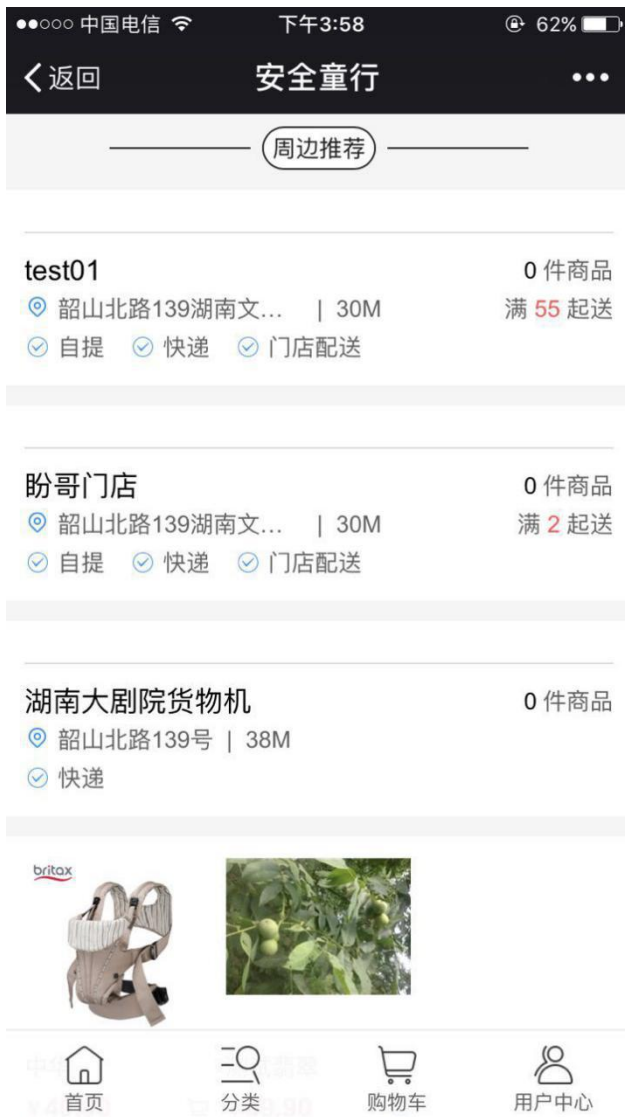 中国电信 下午3:58 62%
返回 安全童行
周边推荐
test01 0 件商品
韶山北路139湖南文... | 30M 满 55 起送
自提 快递 门店配送
盼哥门店 0 件商品
韶山北路139湖南文... | 30M 满 2 起送
自提 快递 门店配送
湖南大剧院货物机 0 件商品
韶山北路139号 | 38M
快递
britax
首页 分类 购物车 用户中心